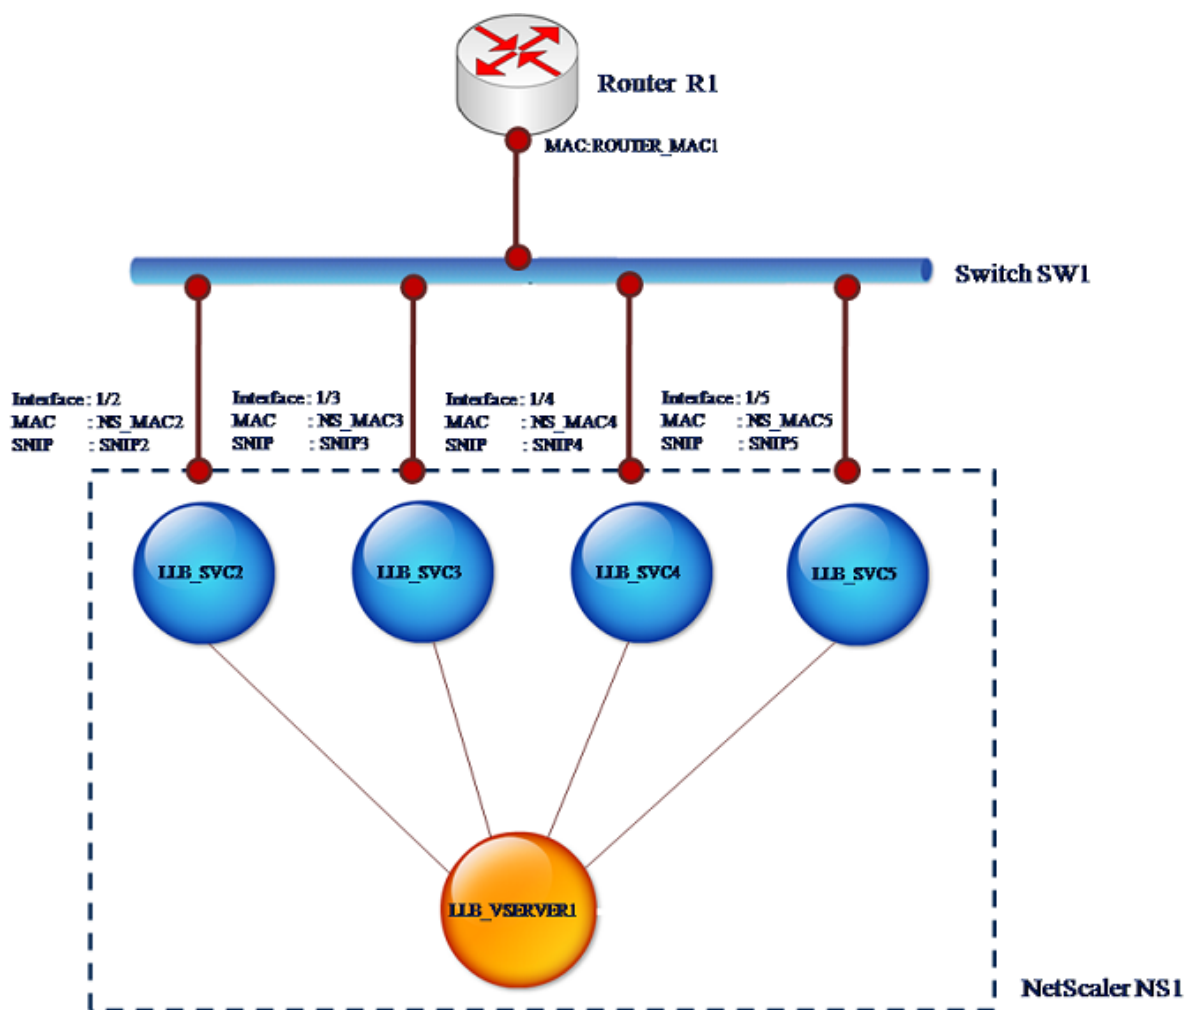 Router R1
MAC:ROUTER_MAC1
Switch SW1
Interface: 1/2
MAC : NS_MAC2
SNIP : SNIP2
Interface: 1/3
MAC : NS_MAC3
SNIP : SNIP3
Interface: 1/4
MAC : NS_MAC4
SNIP : SNIP4
Interface: 1/5
MAC : NS_MAC5
SNIP : SNIP5
LLB_SVC2
LLB_SVC3
LLB_SVC4
LLB_SVC5
LLB_VSERVER1
NetScaler NS1